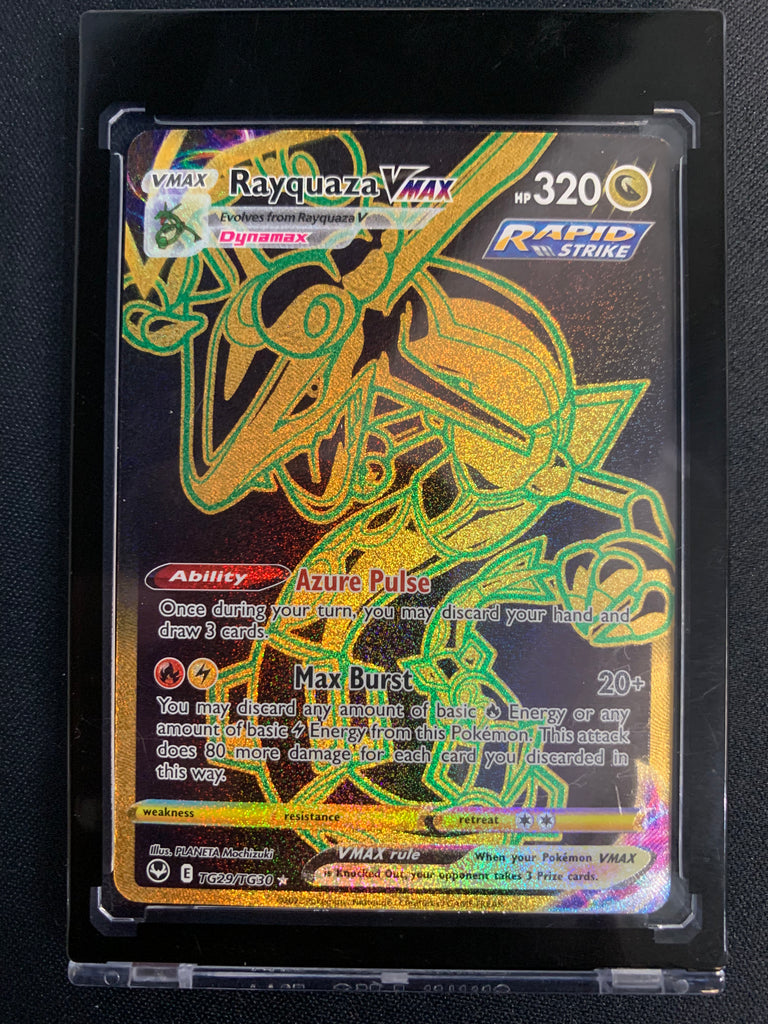 VMAX
Rayquaza VMAX HP 320
Evolves from Rayquaza V
Dynamax
RAPID
STRIKE
Ability Azure Pulse
Once during your turn, you may discard your hand and
draw 3 cards.
Max Burst 20+
You may discard any amount of basic Energy or any
amount of basic Energy from this Pokémon. This attack
does 80 more damage for each card you discarded in
this way.
weakness resistance retreat
Illus. PLANETA Mochizuki
VMAX rule When your Pokémon VMAX
is Knocked Out, your opponent takes 3 Prize cards.
E TG29/TG30